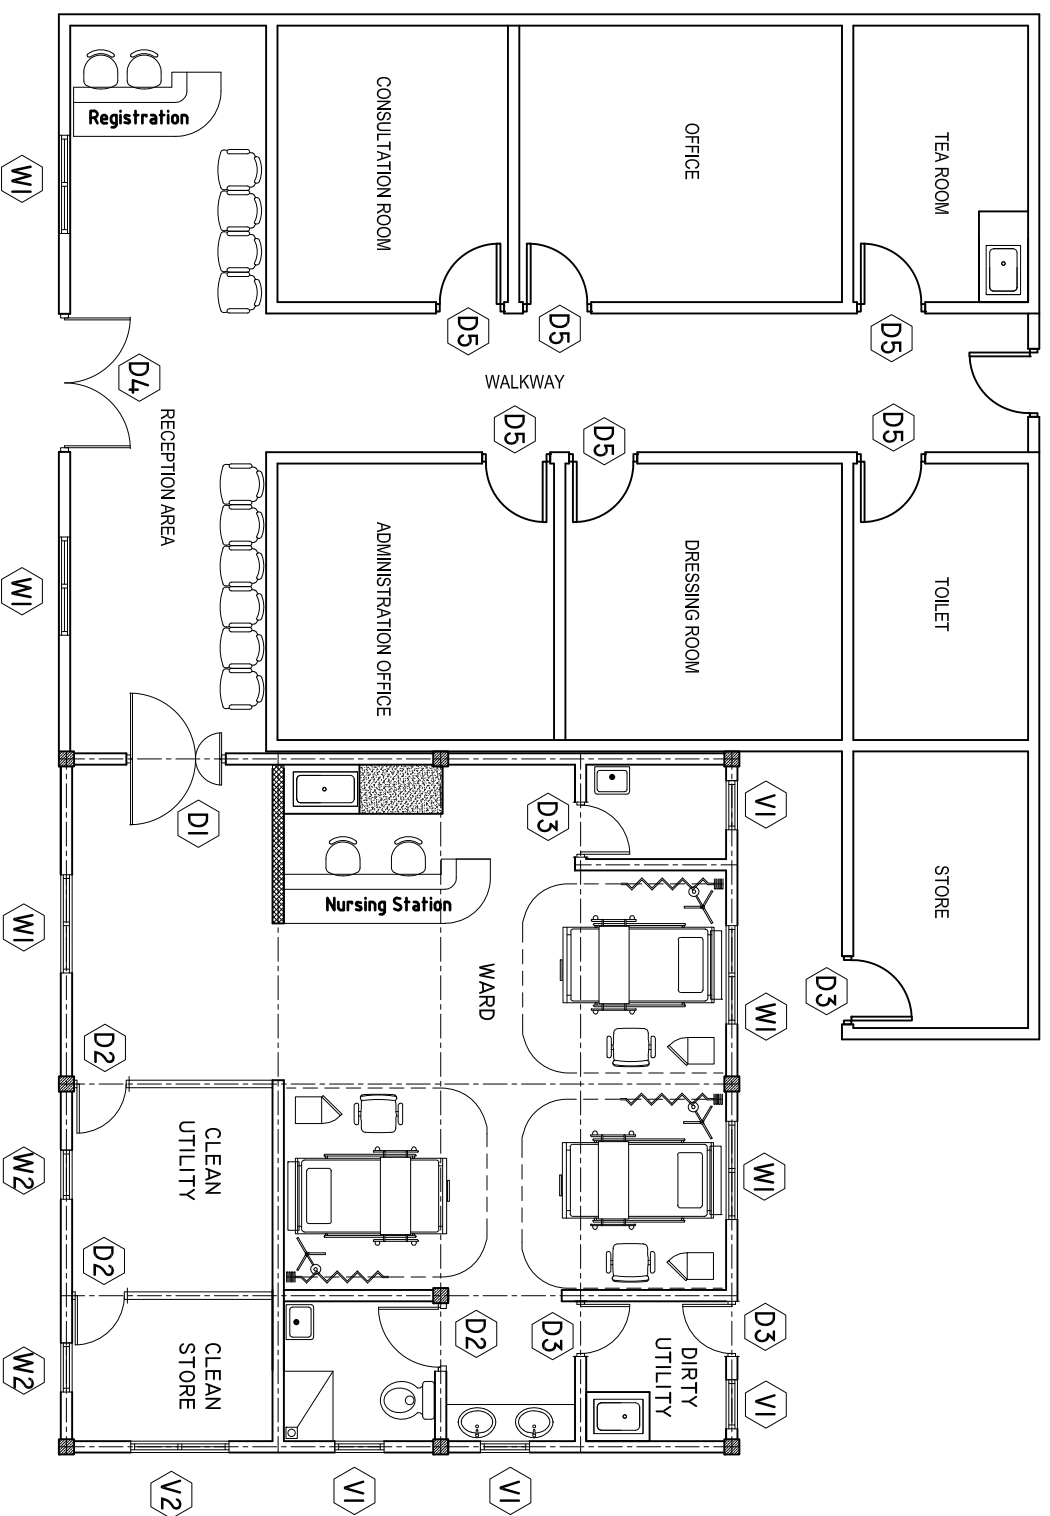 Registration
CONSULTATION ROOM
OFFICE
TEA ROOM
W1
D5
D5
D5
D4
WALKWAY
RECEPTION AREA
D5
D5
D5
W1
ADMINISTRATION OFFICE
DRESSING ROOM
TOILET
D1
D3
V1
Nursing Station
STORE
W1
WARD
W1
D3
D2
CLEAN
UTILITY
W2
W1
D2
CLEAN
STORE
W2
D2
D3
DIRTY
UTILITY
D3
V1
V2
V1
V1